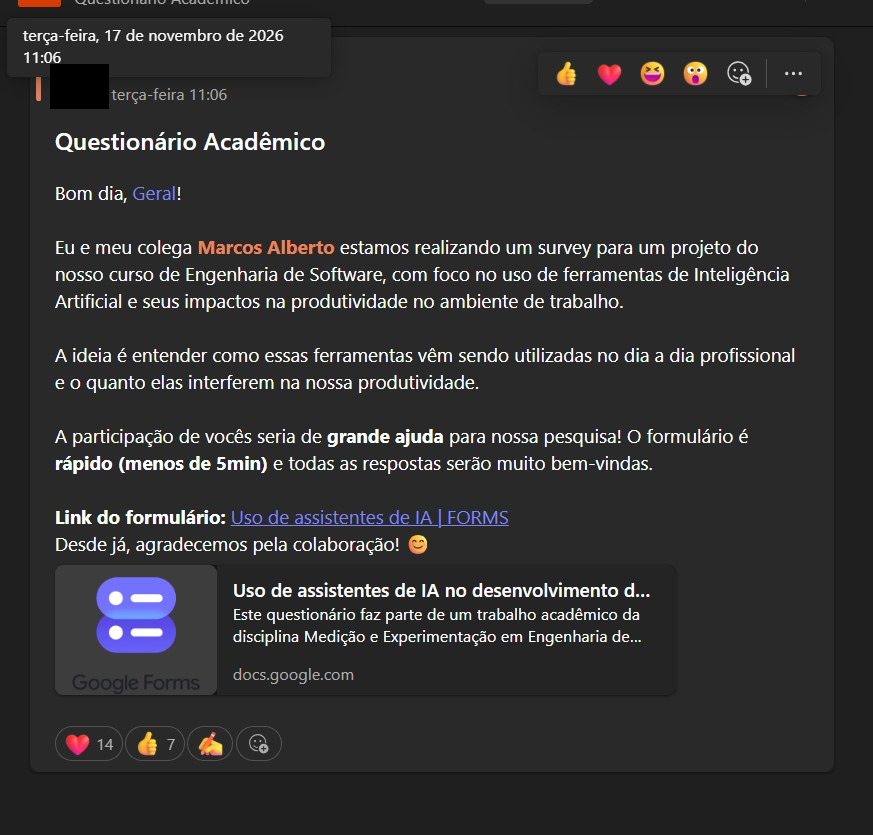 Questionário Acadêmico
terça-feira, 17 de novembro de 2026
11:06
terça-feira 11:06
Questionário Acadêmico
Bom dia, Geral!
Eu e meu colega Marcos Alberto estamos realizando um survey para um projeto do
nosso curso de Engenharia de Software, com foco no uso de ferramentas de Inteligência
Artificial e seus impactos na produtividade no ambiente de trabalho.
A ideia é entender como essas ferramentas vêm sendo utilizadas no dia a dia profissional
e o quanto elas interferem na nossa produtividade.
A participação de vocês seria de grande ajuda para nossa pesquisa! O formulário é
rápido (menos de 5min) e todas as respostas serão muito bem-vindas.
Link do formulário: Uso de assistentes de IA | FORMS
Desde já, agradecemos pela colaboração! 😊
Uso de assistentes de IA no desenvolvimento d...
Este questionário faz parte de um trabalho acadêmico da
disciplina Medição e Experimentação em Engenharia de...
docs.google.com
Google Forms
14
7